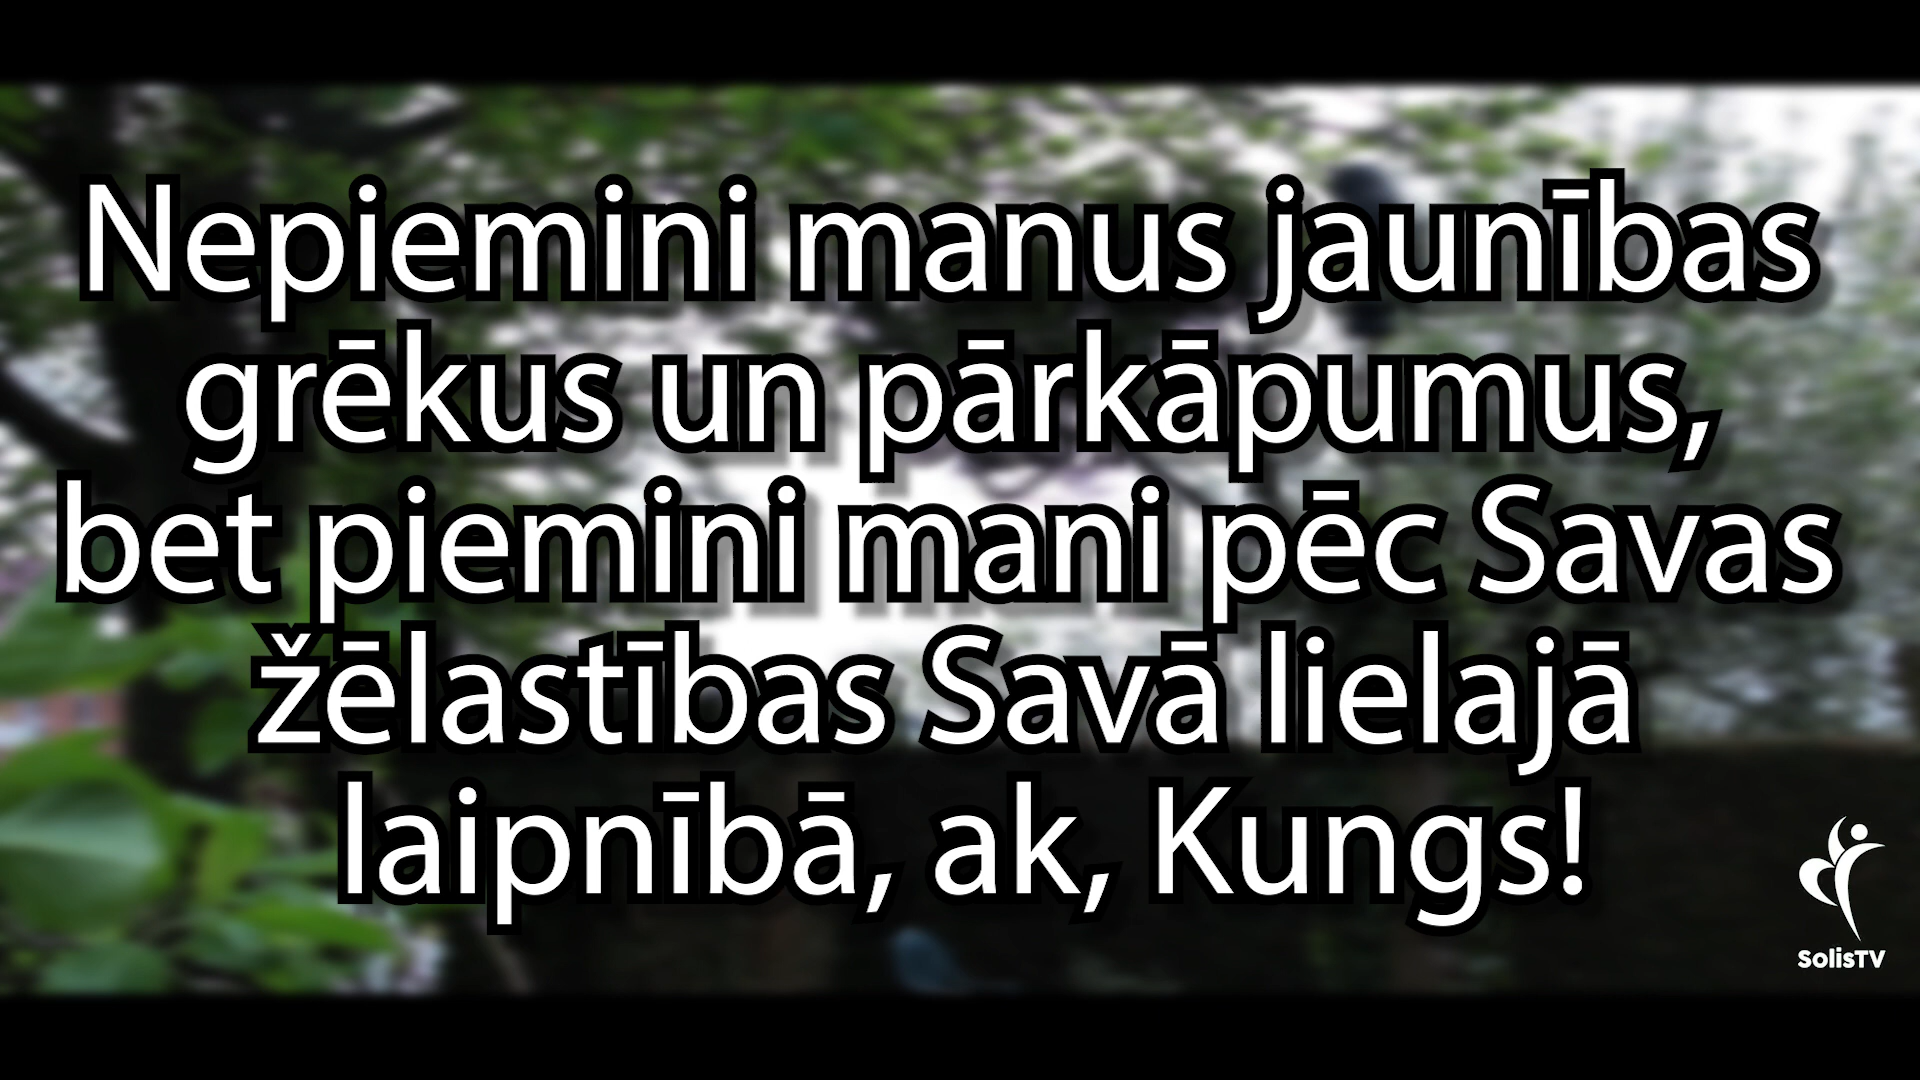 Nepiemini manus jaunības
grēkus un pārkāpumus,
bet piemini mani pēc Savas
žēlastības Savā lielajā
laipnībā, ak, Kungs!
SolisTV